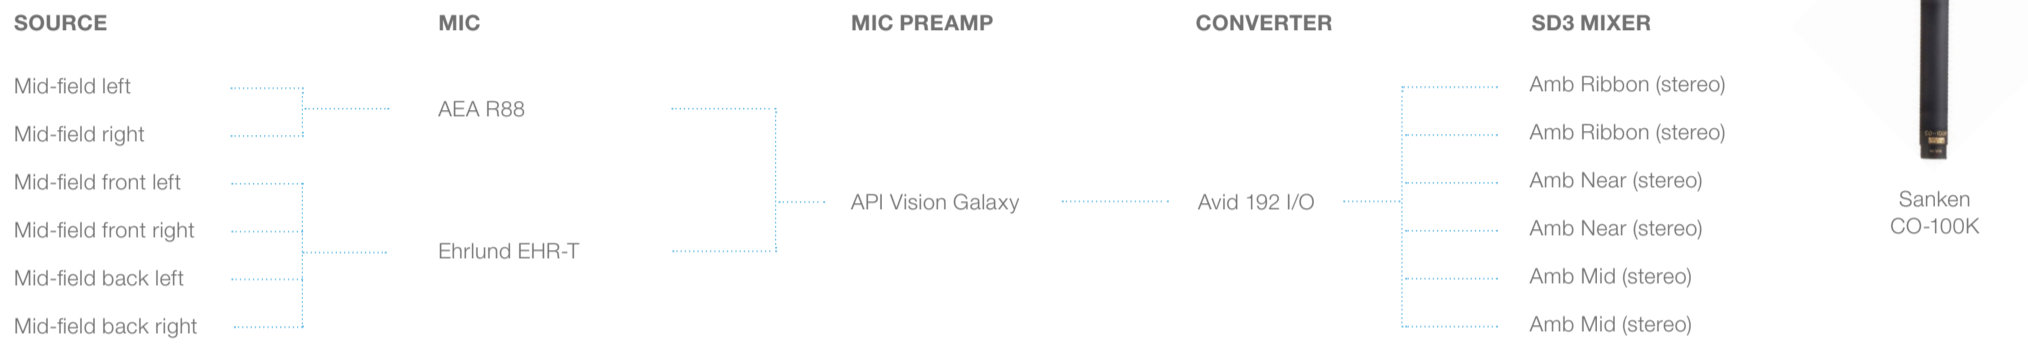 SOURCE MIC MIC PREAMP CONVERTER SD3 MIXER
Mid-field left
Mid-field right
Mid-field front left
Mid-field front right
Mid-field back left
Mid-field back right
AEA R88
Ehrlund EHR-T
API Vision Galaxy
Avid 192 I/O
Amb Ribbon (stereo)
Amb Ribbon (stereo)
Amb Near (stereo)
Amb Near (stereo)
Amb Mid (stereo)
Amb Mid (stereo)
Sanken
CO-100K